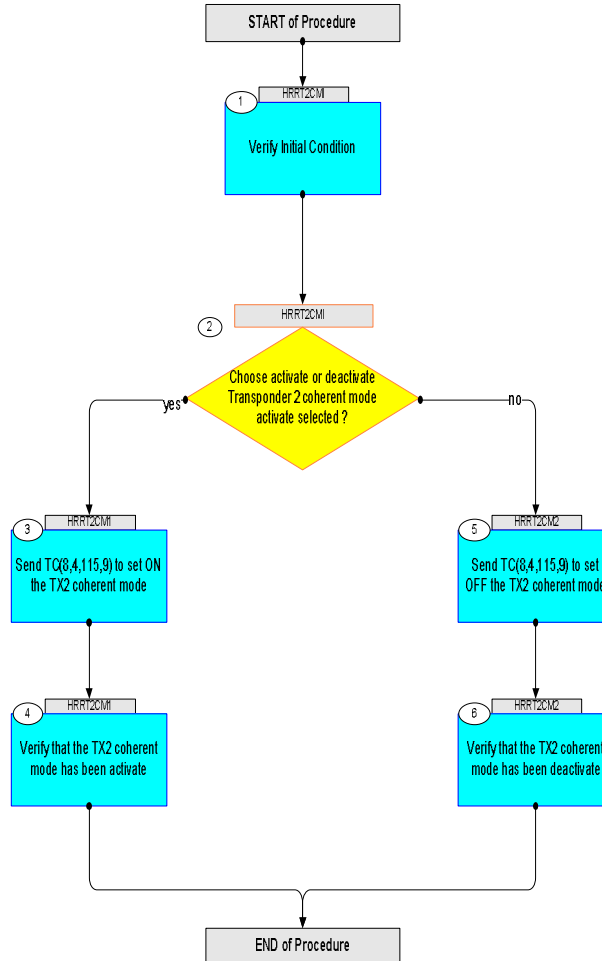 START of Procedure
HRRT2CMI
1
Verify Initial Condition
HRRT2CMI
2
Choose activate or deactivate
Transponder 2 coherent mode
activate selected ?
yes
no
HRRT2CM1
3
Send TC(8,4,115,9) to set ON
the TX2 coherent mode
HRRT2CM2
5
Send TC(8,4,115,9) to set
OFF the TX2 coherent mode
HRRT2CM1
4
Verify that the TX2 coherent
mode has been activate
HRRT2CM2
6
Verify that the TX2 coherent
mode has been deactivate
END of Procedure